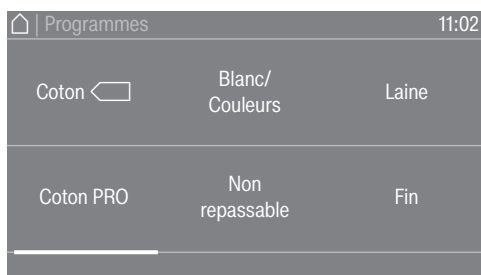 | Programmes
11:02
Coton
Blanc/
Couleurs
Laine
Coton PRO
Non
repassable
Fin